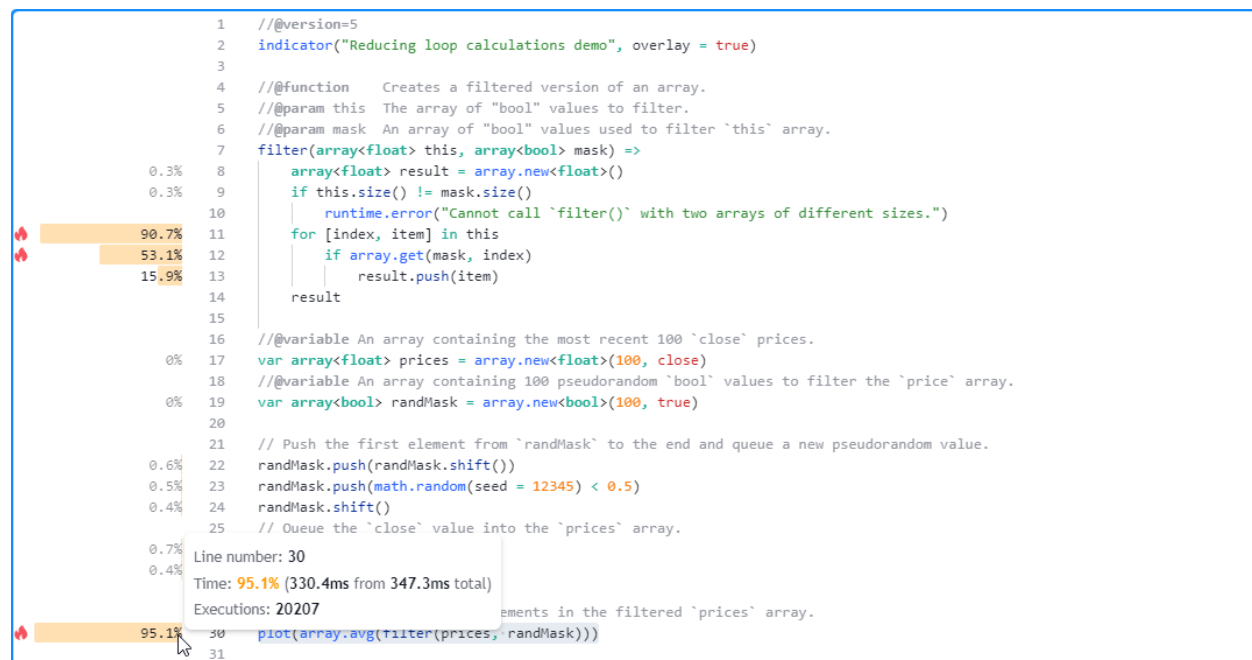 1 //@version=5
2 indicator("Reducing loop calculations demo", overlay = true)
3
4 //@function    Creates a filtered version of an array.
5 //@param this  The array of "bool" values to filter.
6 //@param mask  An array of "bool" values used to filter `this` array.
7 filter(array<float> this, array<bool> mask) =>
0.3% 8     array<float> result = array.new<float>()
0.3% 9     if this.size() != mask.size()
10         runtime.error("Cannot call `filter()` with two arrays of different sizes.")
90.7% 11     for [index, item] in this
53.1% 12         if array.get(mask, index)
15.9% 13             result.push(item)
14     result
15
16 //@variable An array containing the most recent 100 `close` prices.
0% 17 var array<float> prices = array.new<float>(100, close)
18 //@variable An array containing 100 pseudorandom `bool` values to filter the `price` array.
0% 19 var array<bool> randMask = array.new<bool>(100, true)
20
21 // Push the first element from `randMask` to the end and queue a new pseudorandom value.
0.6% 22 randMask.push(randMask.shift())
0.5% 23 randMask.push(math.random(seed = 12345) < 0.5)
0.4% 24 randMask.shift()
25 // Queue the `close` value into the `prices` array.
0.7%
0.4%
Line number: 30
Time: 95.1% (330.4ms from 347.3ms total)
Executions: 20207
in the filtered `prices` array.
95.1% 30 plot(array.avg(filter(prices, randMask)))
31